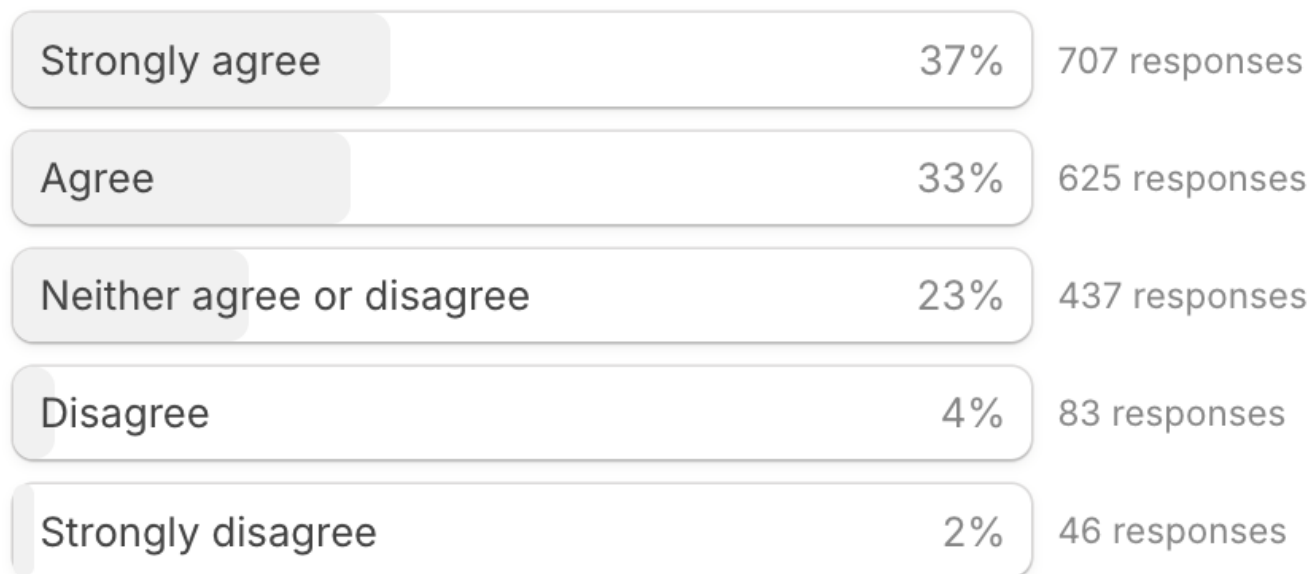 Strongly agree 37% 707 responses
Agree 33% 625 responses
Neither agree or disagree 23% 437 responses
Disagree 4% 83 responses
Strongly disagree 2% 46 responses